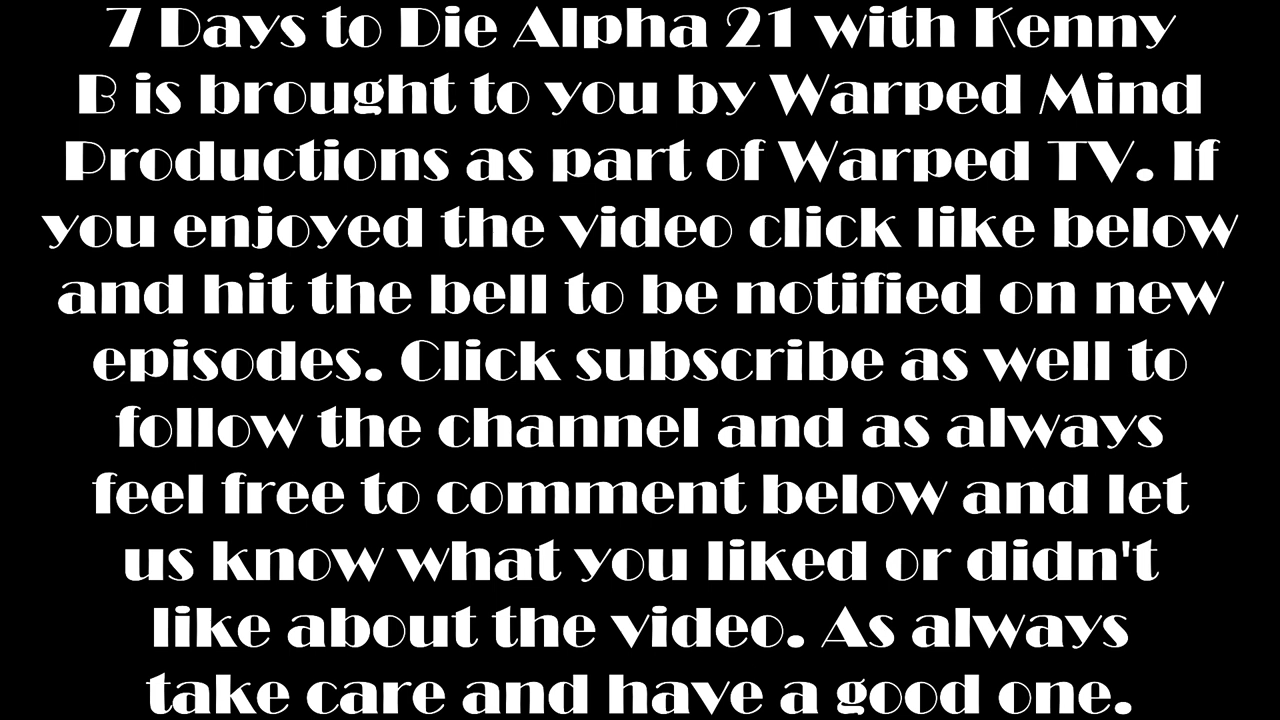 7 Days to Die Alpha 21 with Kenny
B is brought to you by Warped Mind
Productions as part of Warped TV. If
you enjoyed the video click like below
and hit the bell to be notified on new
episodes. Click subscribe as well to
follow the channel and as always
feel free to comment below and let
us know what you liked or didn't
like about the video. As always
take care and have a good one.